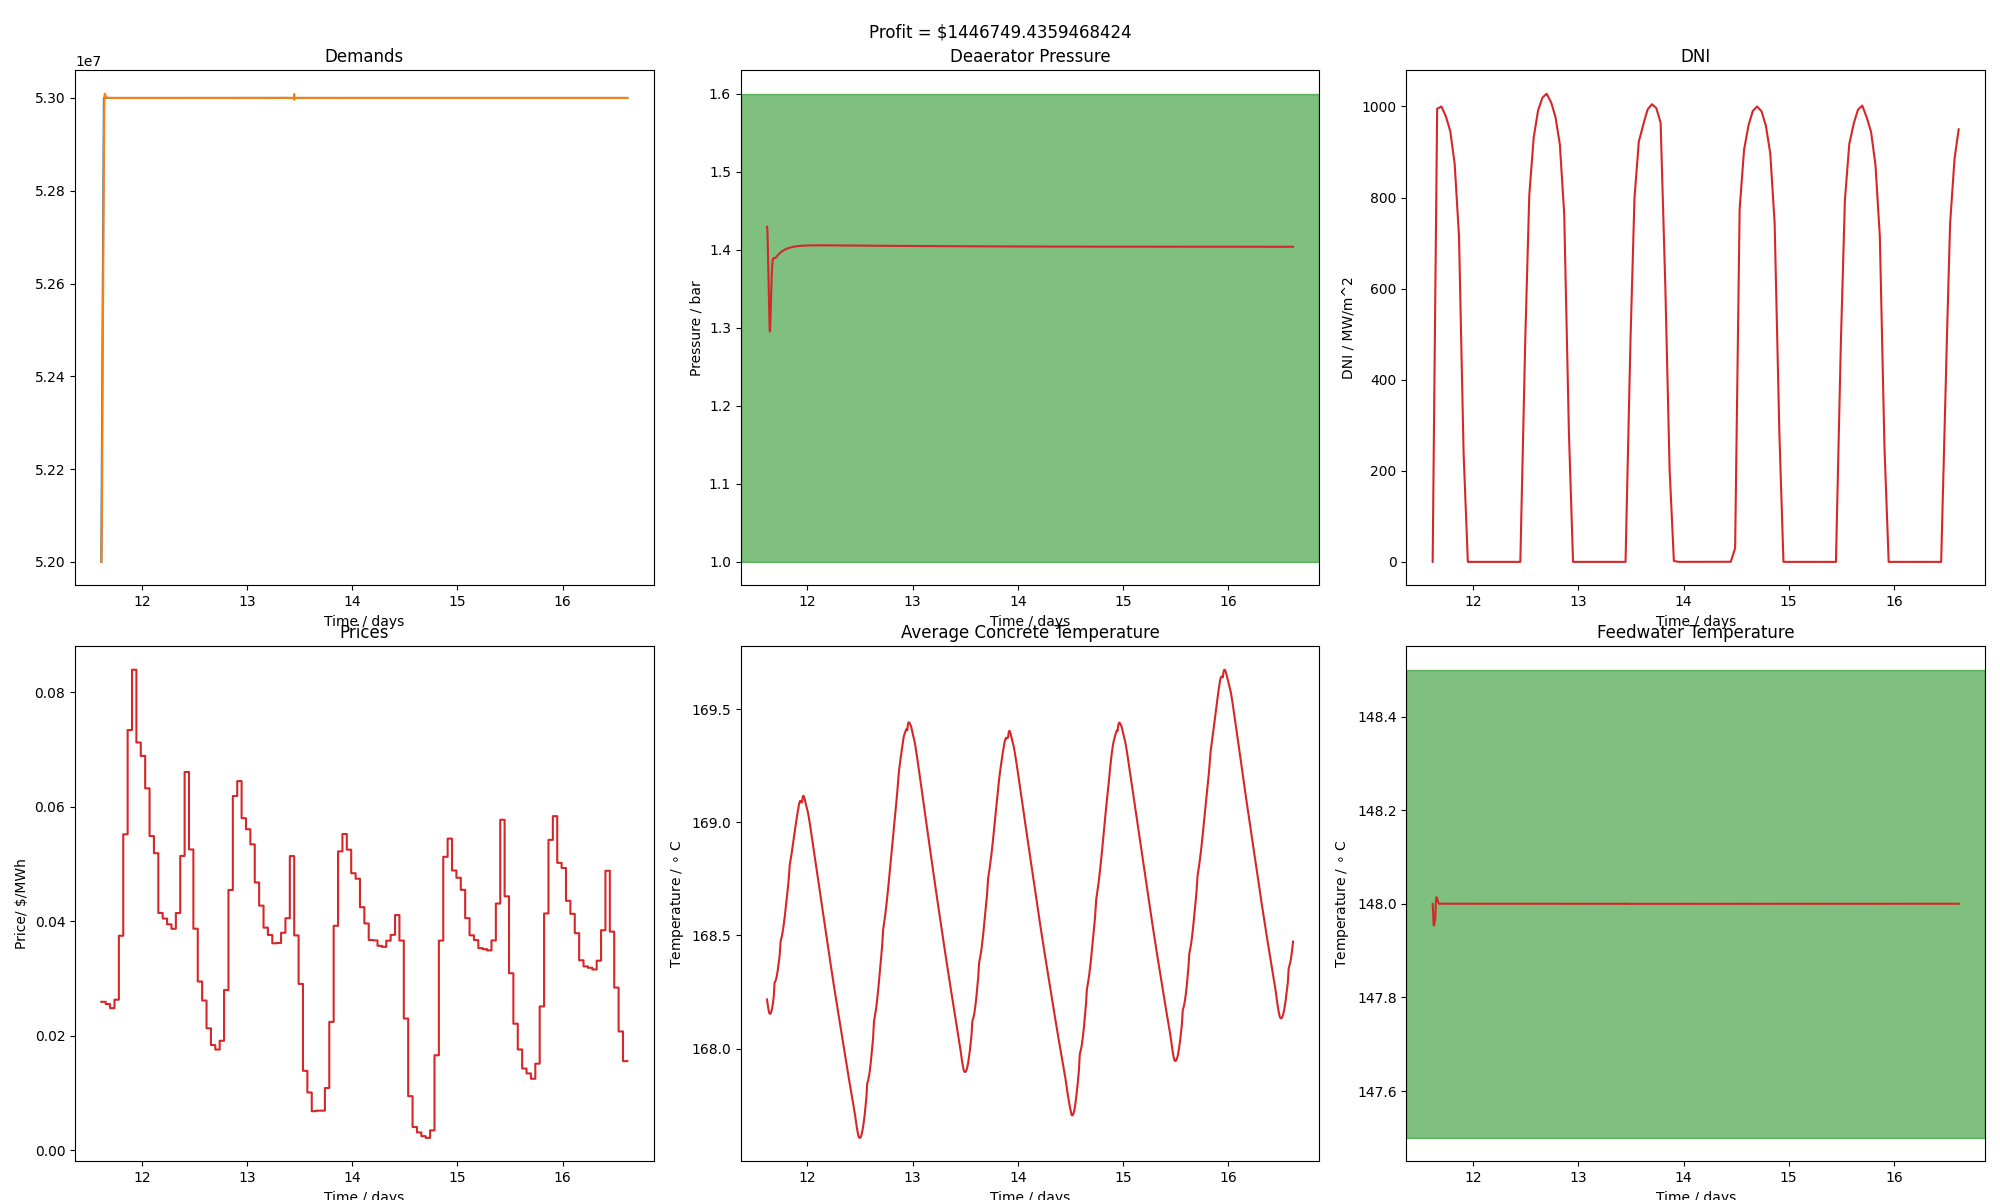 Profit = $1446749.4359468424
Demands
1e7
5.30
5.28
5.26
5.24
5.22
5.20
12 13 14 15 16
Time / days
Deaerator Pressure
Pressure / bar
1.6
1.5
1.4
1.3
1.2
1.1
1.0
12 13 14 15 16
Time / days
DNI
DNI / MW/m^2
1000
800
600
400
200
0
12 13 14 15 16
Time / days
Prices
Price/ $/MWh
0.08
0.06
0.04
0.02
0.00
12 13 14 15 16
Time / days
Average Concrete Temperature
Temperature / ∘ C
169.5
169.0
168.5
168.0
12 13 14 15 16
Time / days
Feedwater Temperature
Temperature / ∘ C
148.4
148.2
148.0
147.8
147.6
12 13 14 15 16
Time / days